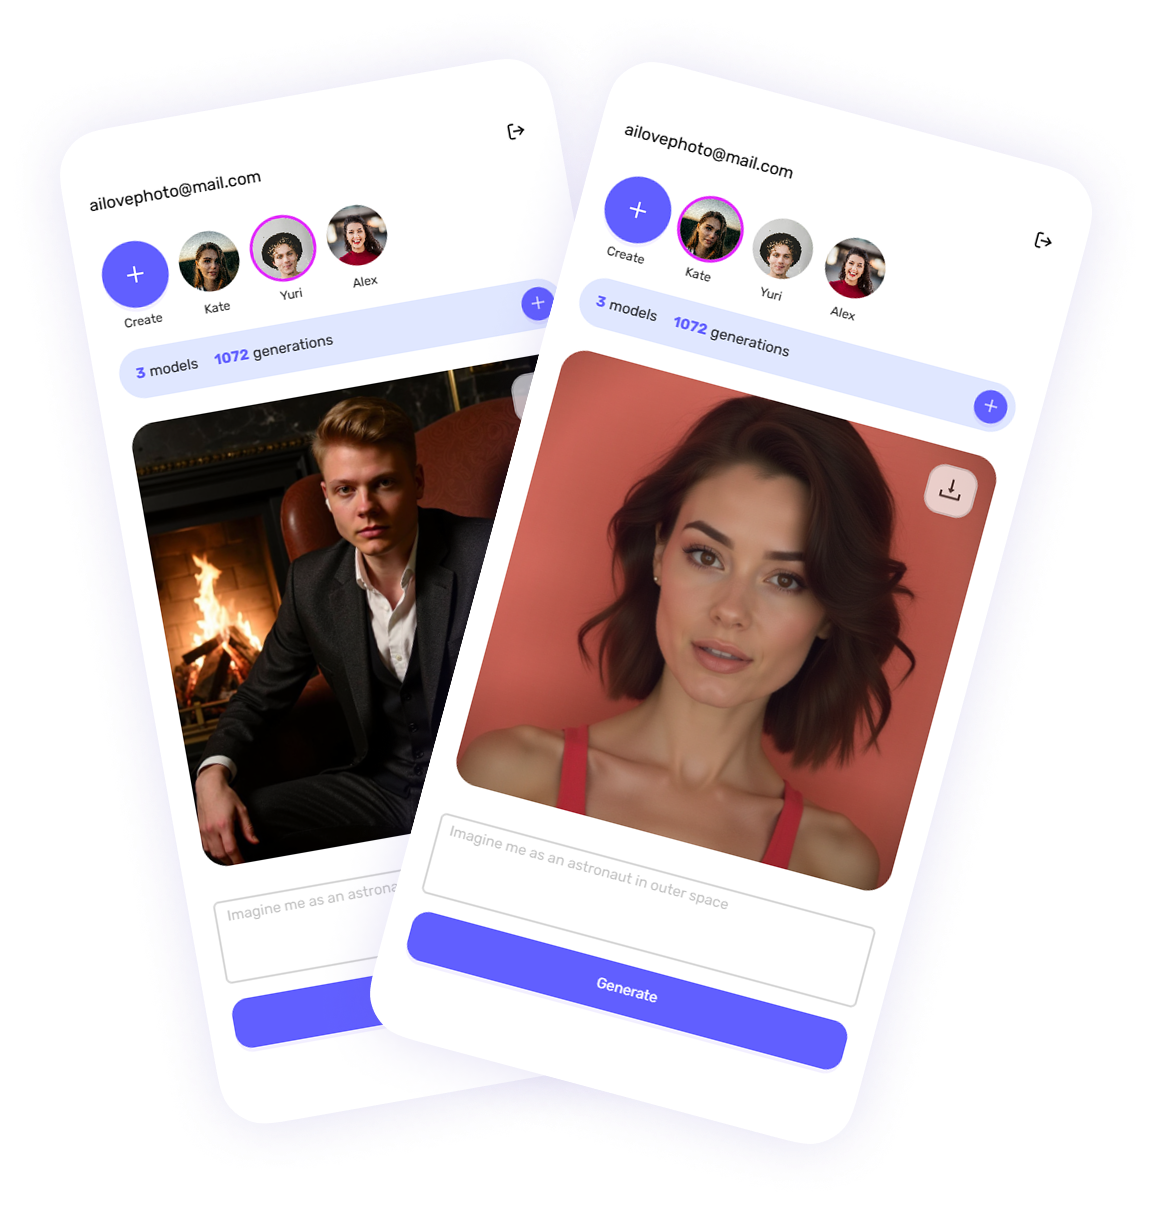 ailovephoto@mail.com
Create
Kate
Yuri
Alex
3 models 1072 generations
Imagine me as an astrona
ailovephoto@mail.com
Create
Kate
Yuri
Alex
3 models 1072 generations
Imagine me as an astronaut in outer space
Generate